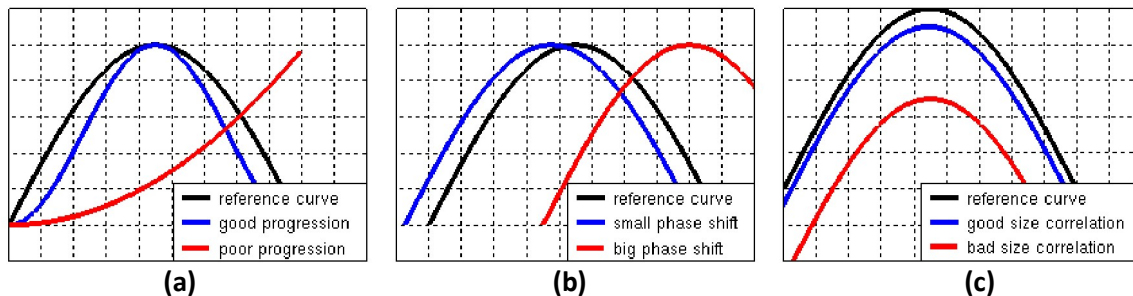 reference curve
good progression
poor progression
(a)
reference curve
small phase shift
big phase shift
(b)
reference curve
good size correlation
bad size correlation
(c)